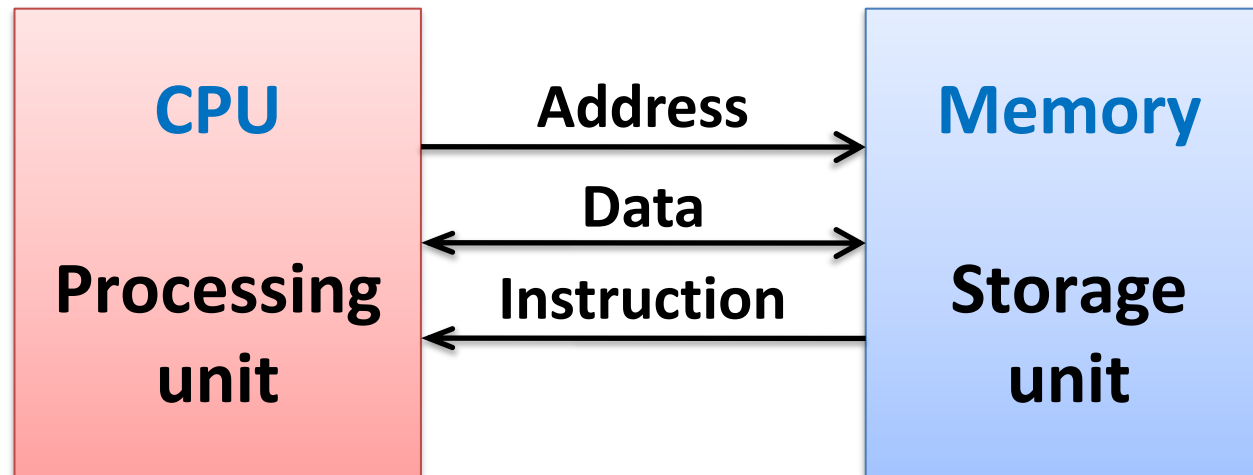 CPU
Processing
unit
Address
Data
Instruction
Memory
Storage
unit